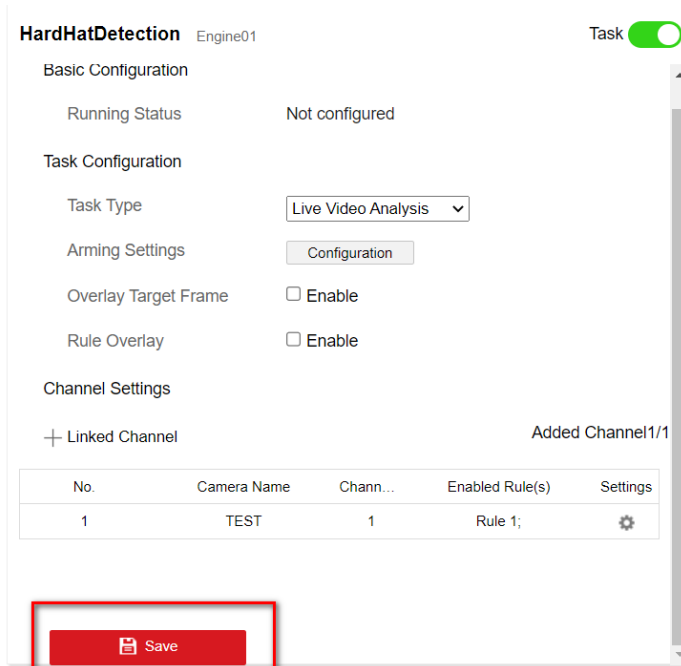 HardHatDetection Engine01 Task
Basic Configuration
Running Status Not configured
Task Configuration
Task Type Live Video Analysis
Arming Settings Configuration
Overlay Target Frame Enable
Rule Overlay Enable
Channel Settings
Linked Channel Added Channel1/1
No. Camera Name Chann... Enabled Rule(s) Settings
1 TEST 1 Rule 1;
Save